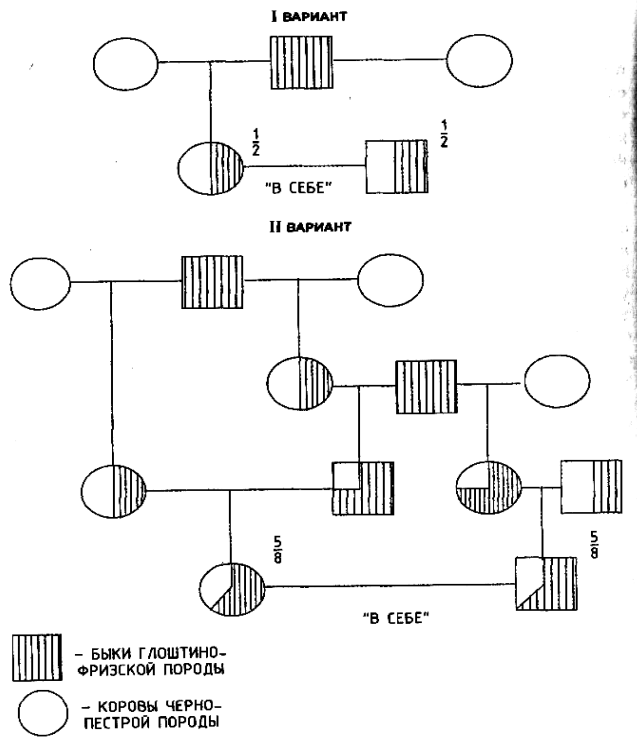 I ВАРИАНТ
1/2
1/2
"В СЕБЕ"
II ВАРИАНТ
5/8
5/8
"В СЕБЕ"
– БЫКИ ГЛОШТИНО-
ФРИЗСКОЙ ПОРОДЫ
– КОРОВЫ ЧЕРНО-
ПЕСТРОЙ ПОРОДЫ